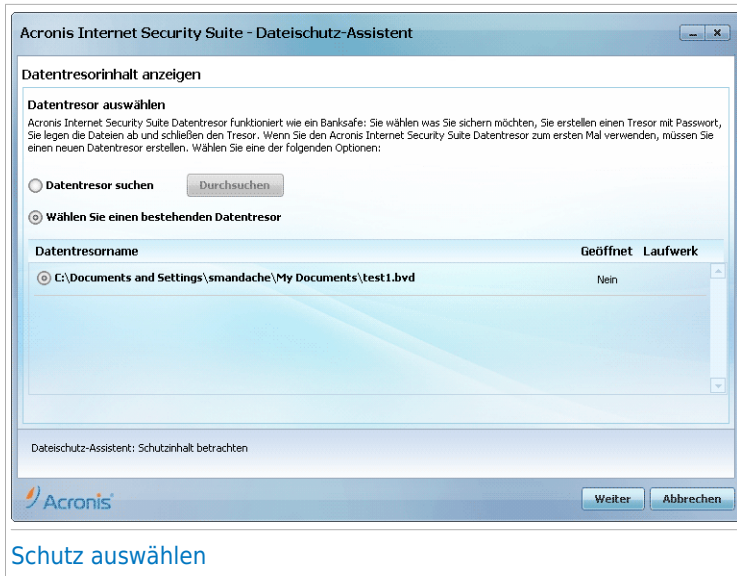 Acronis Internet Security Suite - Dateischutz-Assistent
Datentresorinhalt anzeigen
Datentresor auswählen
Acronis Internet Security Suite Datentresor funktioniert wie ein Banksafe: Sie wählen was Sie sichern möchten, Sie erstellen einen Tresor mit Passwort,
Sie legen die Dateien ab und schließen den Tresor. Wenn Sie den Acronis Internet Security Suite Datentresor zum ersten Mal verwenden, müssen Sie
einen neuen Datentresor erstellen. Wählen Sie eine der folgenden Optionen:
Datentresor suchen Durchsuchen
Wählen Sie einen bestehenden Datentresor
Datentresorname Geöffnet Laufwerk
C:\Documents and Settings\smandache\My Documents\test1.bvd Nein
Dateischutz-Assistent: Schutzinhalt betrachten
Acronis Weiter Abbrechen
Schutz auswählen